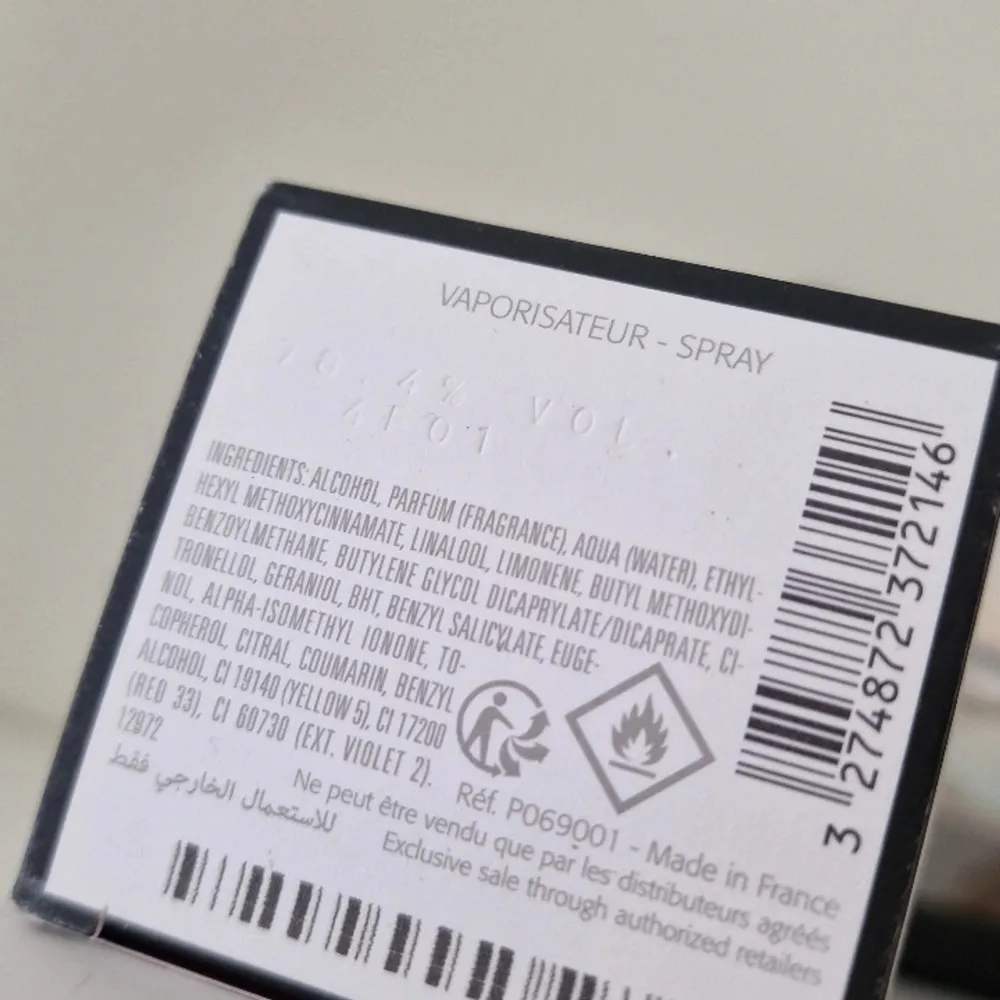 VAPORISATEUR - SPRAY
70.4% VOL.
4F01
INGREDIENTS: ALCOHOL, PARFUM (FRAGRANCE), AQUA (WATER), ETHYL-
HEXYL METHOXYCINNAMATE, LINALOOL, LIMONENE, BUTYL METHOXYDI-
BENZOYLMETHANE, BUTYLENE GLYCOL DICAPRYLATE/DICAPRATE, CI-
TRONELLOL, GERANIOL, BHT, BENZYL SALICYLATE, EUGE-
NOL, ALPHA-ISOMETHYL IONONE, TO-
COPHEROL, CITRAL, COUMARIN, BENZYL
ALCOHOL, CI 19140 (YELLOW 5), CI 17200
(RED 33), CI 60730 (EXT. VIOLET 2).
12972
للاستعمال الخارجي فقط
Réf. P069001 - Made in France
Ne peut être vendu que par les distributeurs agréés
Exclusive sale through authorized retailers
3 274872 372146